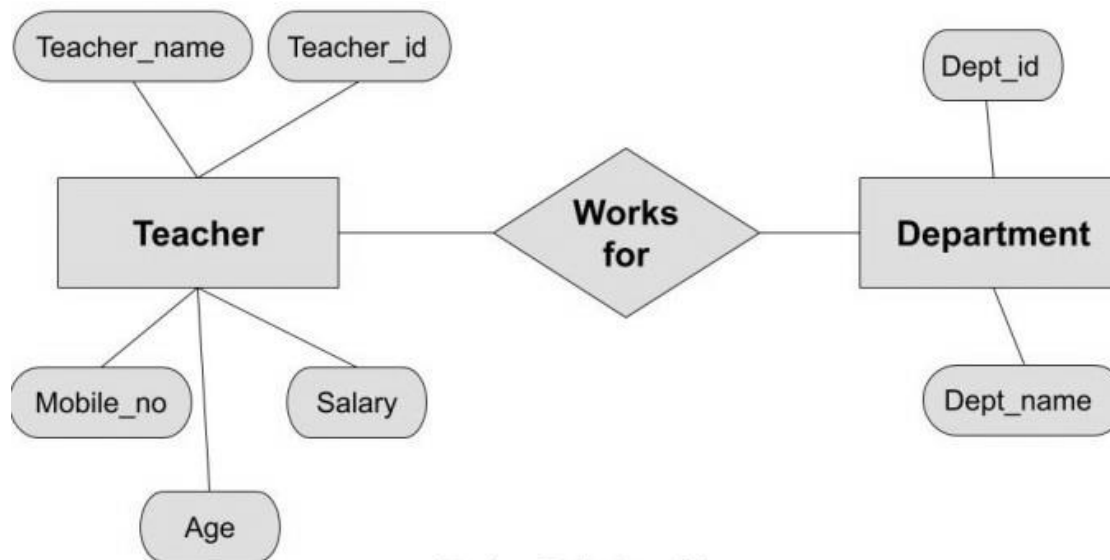 Teacher_name
Teacher_id
Dept_id
Teacher
Works
for
Department
Mobile_no
Salary
Dept_name
Age